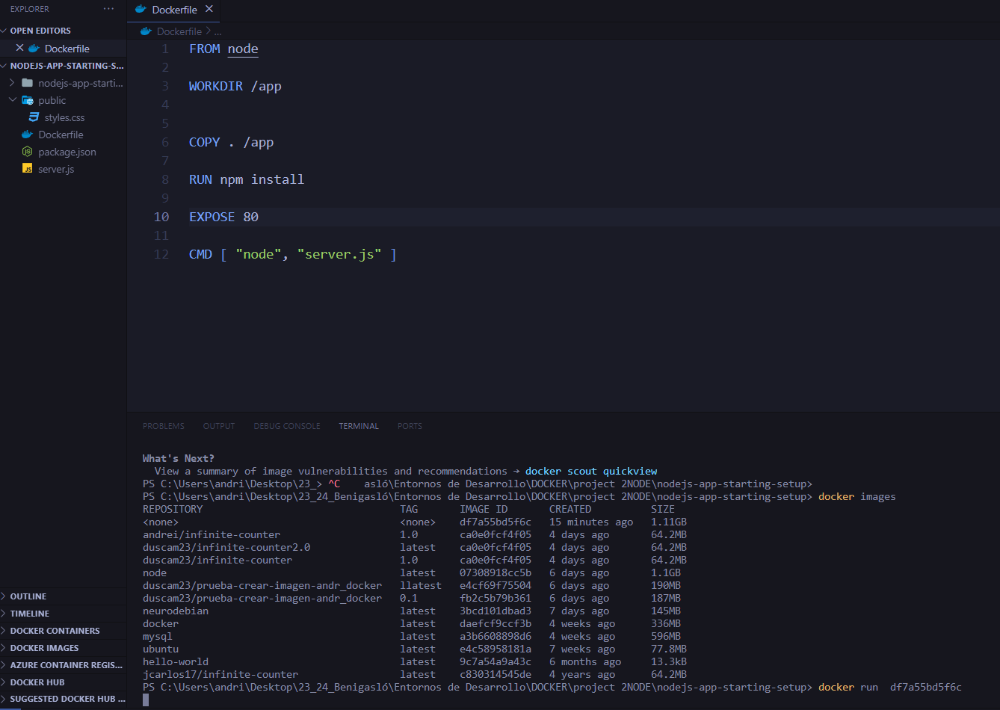 EXPLORER ···
OPEN EDITORS
Dockerfile
NODEJS-APP-STARTING-S...
nodejs-app-starti...
public
styles.css
Dockerfile
package.json
server.js
OUTLINE
TIMELINE
DOCKER CONTAINERS
DOCKER IMAGES
AZURE CONTAINER REGIS...
DOCKER HUB
SUGGESTED DOCKER HUB ...
Dockerfile
Dockerfile > ...
1 FROM node
2
3 WORKDIR /app
4
5
6 COPY . /app
7
8 RUN npm install
9
10 EXPOSE 80
11
12 CMD [ "node", "server.js" ]
PROBLEMS OUTPUT DEBUG CONSOLE TERMINAL PORTS
What's Next?
View a summary of image vulnerabilities and recommendations → docker scout quickview
PS C:\Users\andri\Desktop\23_> ^C asló\Entornos de Desarrollo\DOCKER\project 2NODE\nodejs-app-starting-setup>
PS C:\Users\andri\Desktop\23_24_Benigasló\Entornos de Desarrollo\DOCKER\project 2NODE\nodejs-app-starting-setup> docker images
REPOSITORY TAG IMAGE ID CREATED SIZE
<none> <none> df7a55bd5f6c 15 minutes ago 1.11GB
andrei/infinite-counter 1.0 ca0e0fcf4f05 4 days ago 64.2MB
duscam23/infinite-counter2.0 latest ca0e0fcf4f05 4 days ago 64.2MB
duscam23/infinite-counter 1.0 ca0e0fcf4f05 4 days ago 64.2MB
node latest 07308918cc5b 6 days ago 1.1GB
duscam23/prueba-crear-imagen-andr_docker llatest e4cf69f75504 6 days ago 190MB
duscam23/prueba-crear-imagen-andr_docker 0.1 fb2c5b79b361 6 days ago 187MB
neurodebian latest 3bcd101dbad3 7 days ago 145MB
docker latest daefcf9ccf3b 4 weeks ago 336MB
mysql latest a3b6608898d6 4 weeks ago 596MB
ubuntu latest e4c58958181a 7 weeks ago 77.8MB
hello-world latest 9c7a54a9a43c 6 months ago 13.3kB
jcarlos17/infinite-counter latest c830314545de 4 years ago 64.2MB
PS C:\Users\andri\Desktop\23_24_Benigasló\Entornos de Desarrollo\DOCKER\project 2NODE\nodejs-app-starting-setup> docker run df7a55bd5f6c